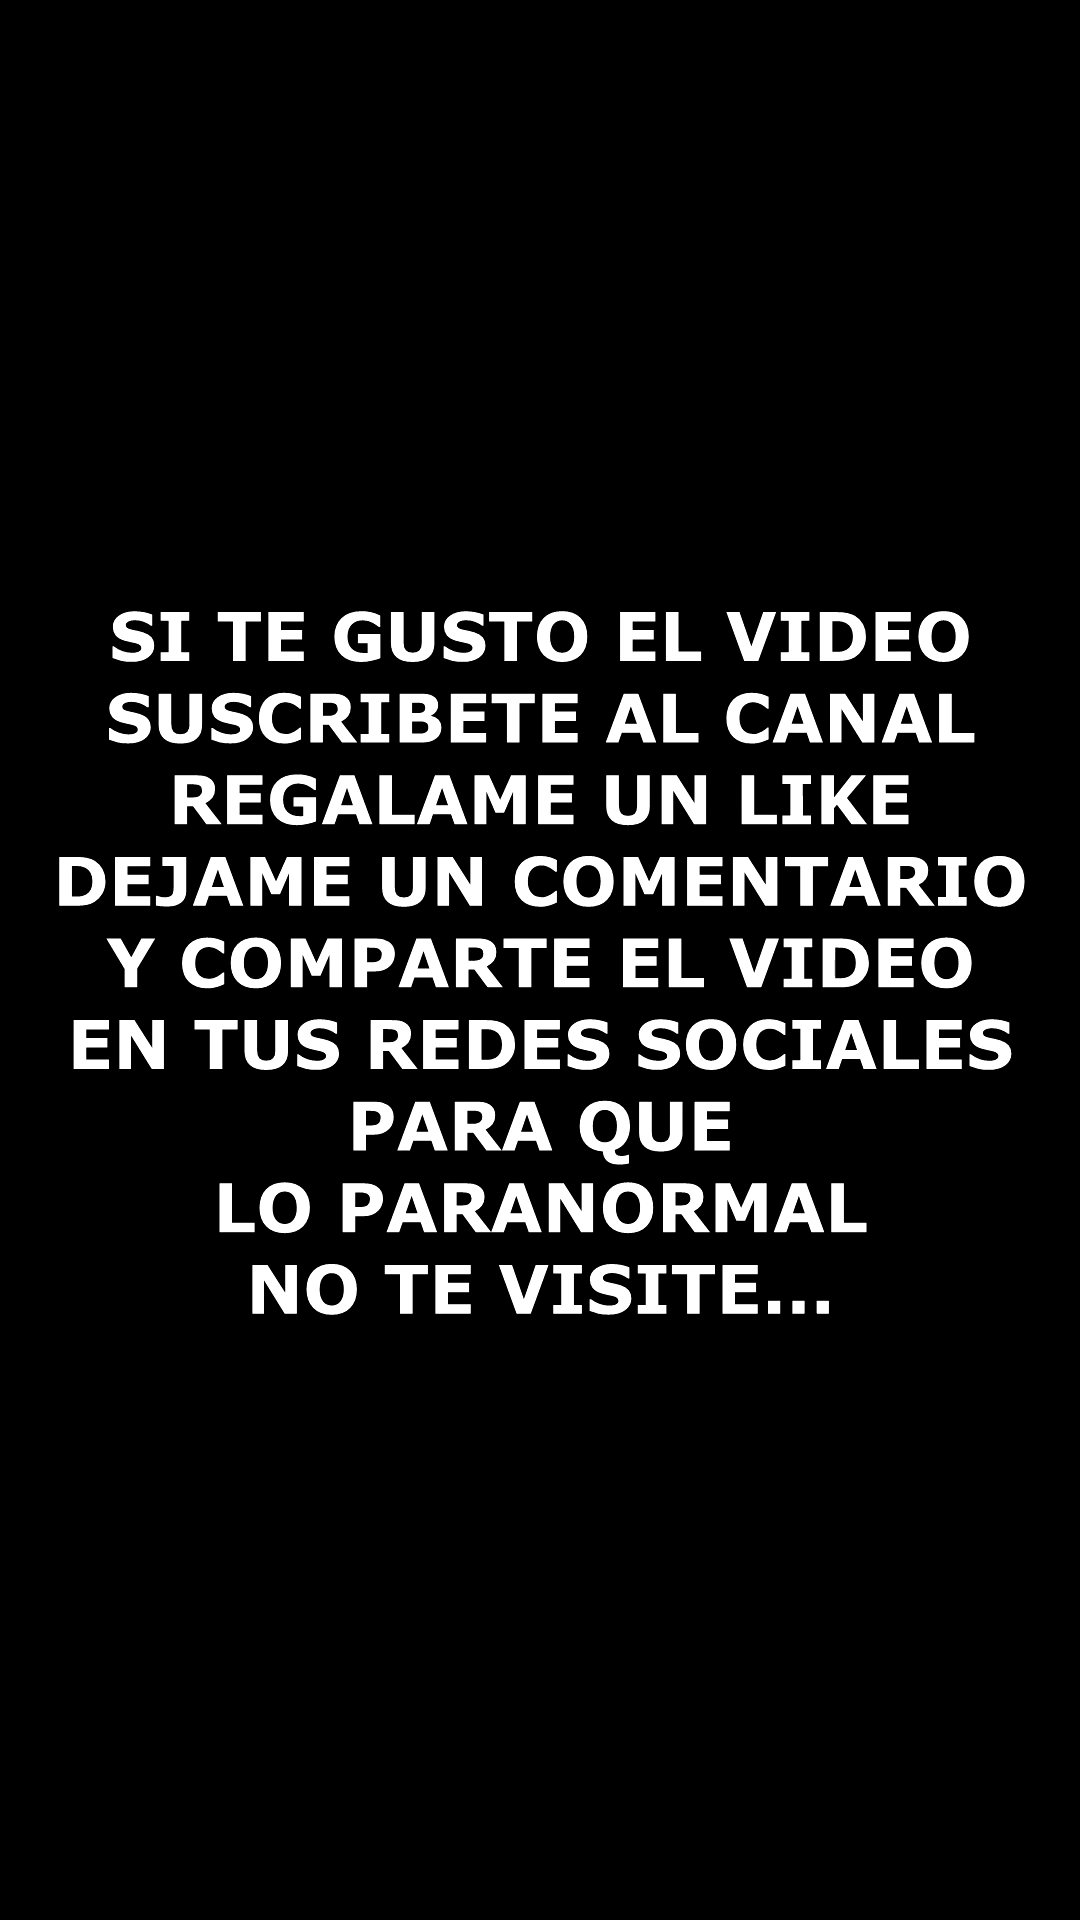 SI TE GUSTO EL VIDEO
SUSCRIBETE AL CANAL
REGALAME UN LIKE
DEJAME UN COMENTARIO
Y COMPARTE EL VIDEO
EN TUS REDES SOCIALES
PARA QUE
LO PARANORMAL
NO TE VISITE...